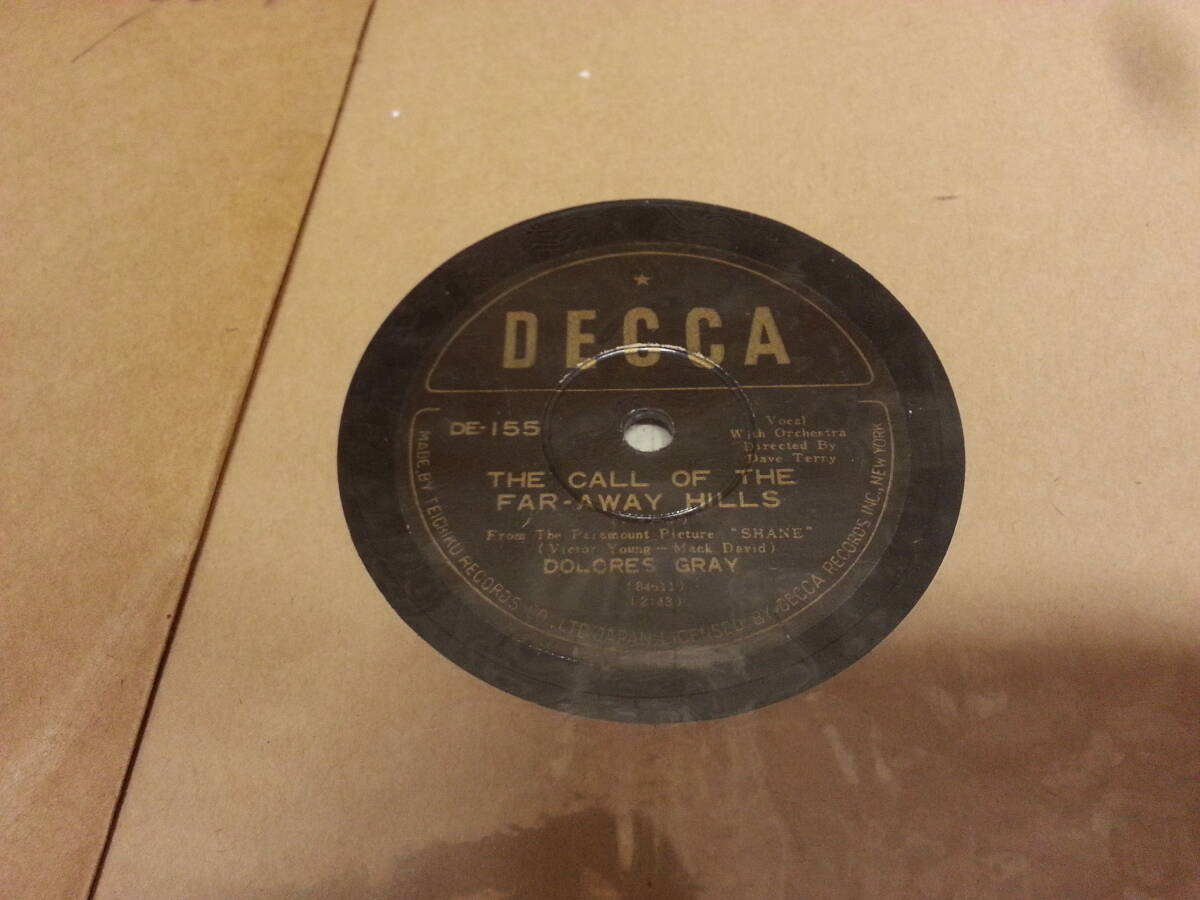 DECCA
DE-155
Vocal
With Orchestra
Directed By
Dave Terry
THE CALL OF THE
FAR-AWAY HILLS
From The Paramount Picture "SHANE"
(Victor Young - Mack David)
DOLORES GRAY
(84511)
(2:43)
MADE BY TEICHIKU RECORDS CO., LTD. JAPAN LICENSED BY DECCA RECORDS INC., NEW YORK